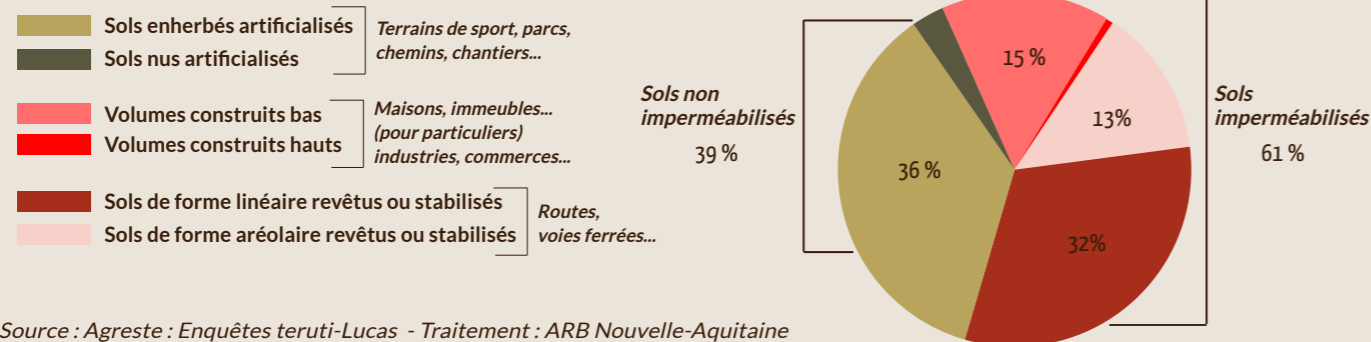 Sols enherbés artificialisés
Sols nus artificialisés
Terrains de sport, parcs,
chemins, chantiers...
Volumes construits bas
Volumes construits hauts
Maisons, immeubles...
(pour particuliers)
industries, commerces...
Sols de forme linéaire revêtus ou stabilisés
Sols de forme aréolaire revêtus ou stabilisés
Routes,
voies ferrées...
Sols non
imperméabilisés
39 %
15 %
13%
36 %
32%
Sols
imperméabilisés
61 %
Source : Agreste : Enquêtes teruti-Lucas - Traitement : ARB Nouvelle-Aquitaine